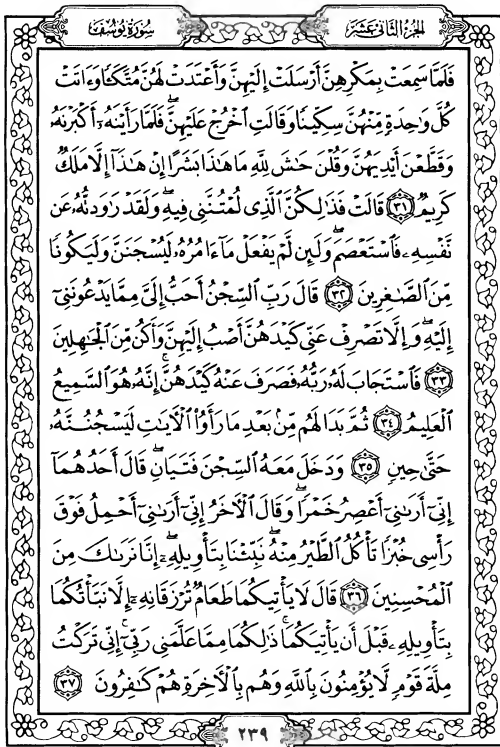 الجزء الثاني عشر
سورة يوسف
فَلَمَّا سَمِعَتْ بِمَكْرِهِنَّ أَرْسَلَتْ إِلَيْهِنَّ وَأَعْتَدَتْ لَهُنَّ مُتَّكَـًٔا وَءَاتَتْ
كُلَّ وَٰحِدَةٍ مِّنْهُنَّ سِكِّينًا وَقَالَتِ ٱخْرُجْ عَلَيْهِنَّ ۖ فَلَمَّا رَأَيْنَهُۥٓ أَكْبَرْنَهُۥ
وَقَطَّعْنَ أَيْدِيَهُنَّ وَقُلْنَ حَٰشَ لِلَّهِ مَا هَٰذَا بَشَرًا إِنْ هَٰذَآ إِلَّا مَلَكٌ
كَرِيمٌ ٣١ قَالَتْ فَذَٰلِكُنَّ ٱلَّذِى لُمْتُنَّنِى فِيهِ ۖ وَلَقَدْ رَٰوَدتُّهُۥ عَن
نَّفْسِهِۦ فَٱسْتَعْصَمَ ۖ وَلَئِن لَّمْ يَفْعَلْ مَآ ءَامُرُهُۥ لَيُسْجَنَنَّ وَلَيَكُونًا
مِّنَ ٱلصَّٰغِرِينَ ٣٢ قَالَ رَبِّ ٱلسِّجْنُ أَحَبُّ إِلَىَّ مِمَّا يَدْعُونَنِىٓ
إِلَيْهِ ۖ وَإِلَّا تَصْرِفْ عَنِّى كَيْدَهُنَّ أَصْبُ إِلَيْهِنَّ وَأَكُن مِّنَ ٱلْجَٰهِلِينَ
٣٣ فَٱسْتَجَابَ لَهُۥ رَبُّهُۥ فَصَرَفَ عَنْهُ كَيْدَهُنَّ ۚ إِنَّهُۥ هُوَ ٱلسَّمِيعُ
ٱلْعَلِيمُ ٣٤ ثُمَّ بَدَا لَهُم مِّنۢ بَعْدِ مَا رَأَوُا۟ ٱلْءَايَٰتِ لَيَسْجُنُنَّهُۥ
حَتَّىٰ حِينٍ ٣٥ وَدَخَلَ مَعَهُ ٱلسِّجْنَ فَتَيَانِ ۖ قَالَ أَحَدُهُمَآ
إِنِّىٓ أَرَىٰنِىٓ أَعْصِرُ خَمْرًا ۖ وَقَالَ ٱلْءَاخَرُ إِنِّىٓ أَرَىٰنِىٓ أَحْمِلُ فَوْقَ
رَأْسِى خُبْزًا تَأْكُلُ ٱلطَّيْرُ مِنْهُ ۖ نَبِّئْنَا بِتَأْوِيلِهِۦٓ ۖ إِنَّا نَرَىٰكَ مِنَ
ٱلْمُحْسِنِينَ ٣٦ قَالَ لَا يَأْتِيكُمَا طَعَامٌ تُرْزَقَانِهِۦٓ إِلَّا نَبَّأْتُكُمَا
بِتَأْوِيلِهِۦ قَبْلَ أَن يَأْتِيَكُمَا ۚ ذَٰلِكُمَا مِمَّا عَلَّمَنِى رَبِّىٓ ۚ إِنِّى تَرَكْتُ
مِلَّةَ قَوْمٍ لَّا يُؤْمِنُونَ بِٱللَّهِ وَهُم بِٱلْءَاخِرَةِ هُمْ كَٰفِرُونَ ٣٧
٢٣٩